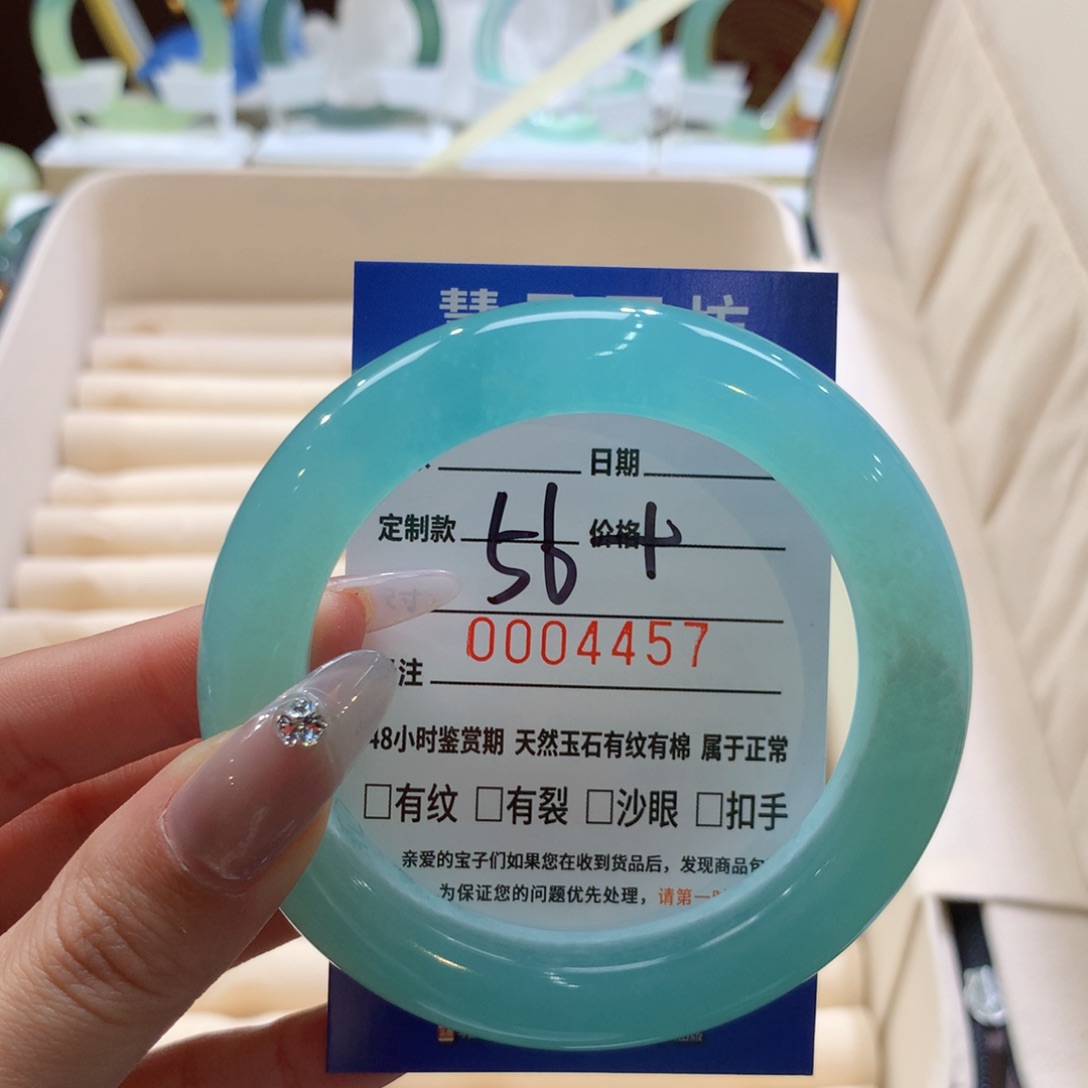 日期
定制款 56 价格 +
寸
0004457
注
48小时鉴赏期 天然玉石有纹有棉 属于正常
□有纹 □有裂 □沙眼 □扣手
亲爱的宝子们如果您在收到货品后，发现商品包
为保证您的问题优先处理，请第一时